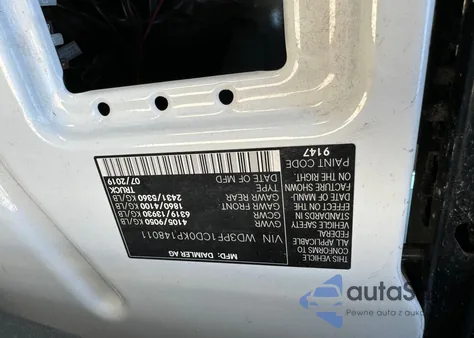 MFD. DAIMLER AG
VIN WD3PF1CD0KP148011
4105/9050 KG/LB
GVWR
6319/13930 KG/LB
GCWR
1860/4100 KG/LB
GAWR FRONT
2431/5360 KG/LB
GAWR REAR
TRUCK
TYPE
07/2019
DATE OF MFD
THIS VEHICLE
CONFORMS TO
ALL APPLICABLE
VEHICLE SAFETY
STANDARDS IN
EFFECT ON THE
DATE OF MANU-
FACTURE SHOWN
ON THE RIGHT.
PAINT CODE
9147
autaS
Pewne auto z